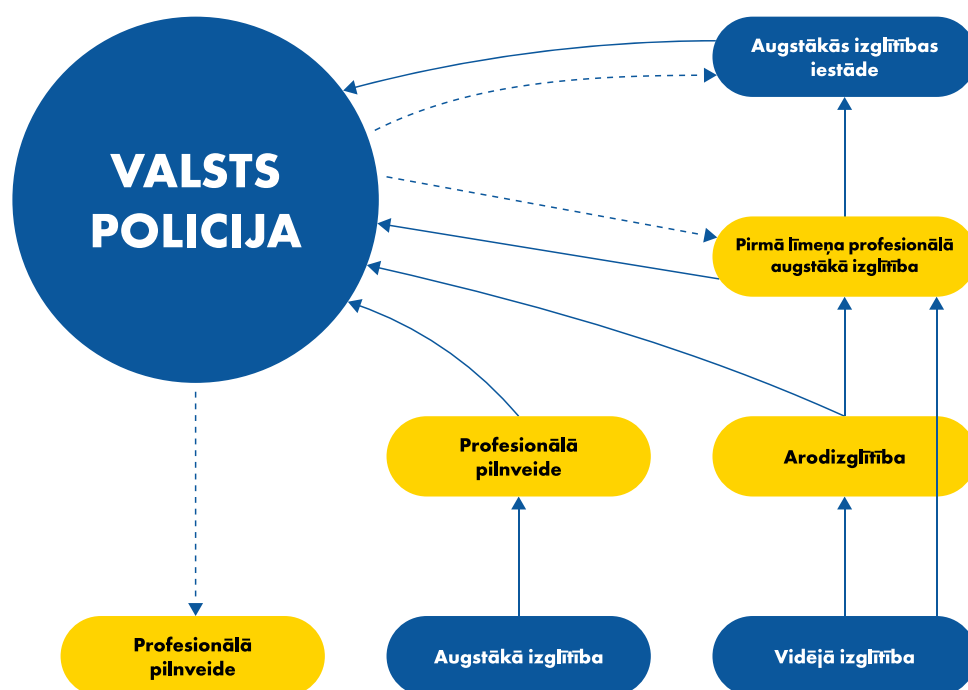 Augstākās izglītības
iestāde
VALSTS
POLICIJA
Pirmā līmeņa profesionālā
augstākā izglītība
Profesionālā
pilnveide
Arodizglītība
Profesionālā
pilnveide
Augstākā izglītība
Vidējā izglītība